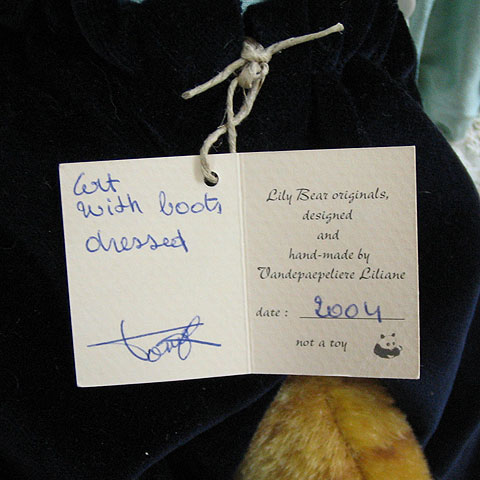 Cat
with boots
dressed
Lily Bear originals,
designed
and
hand-made by
Vandepaepeliere Liliane
date : 2004
not a toy